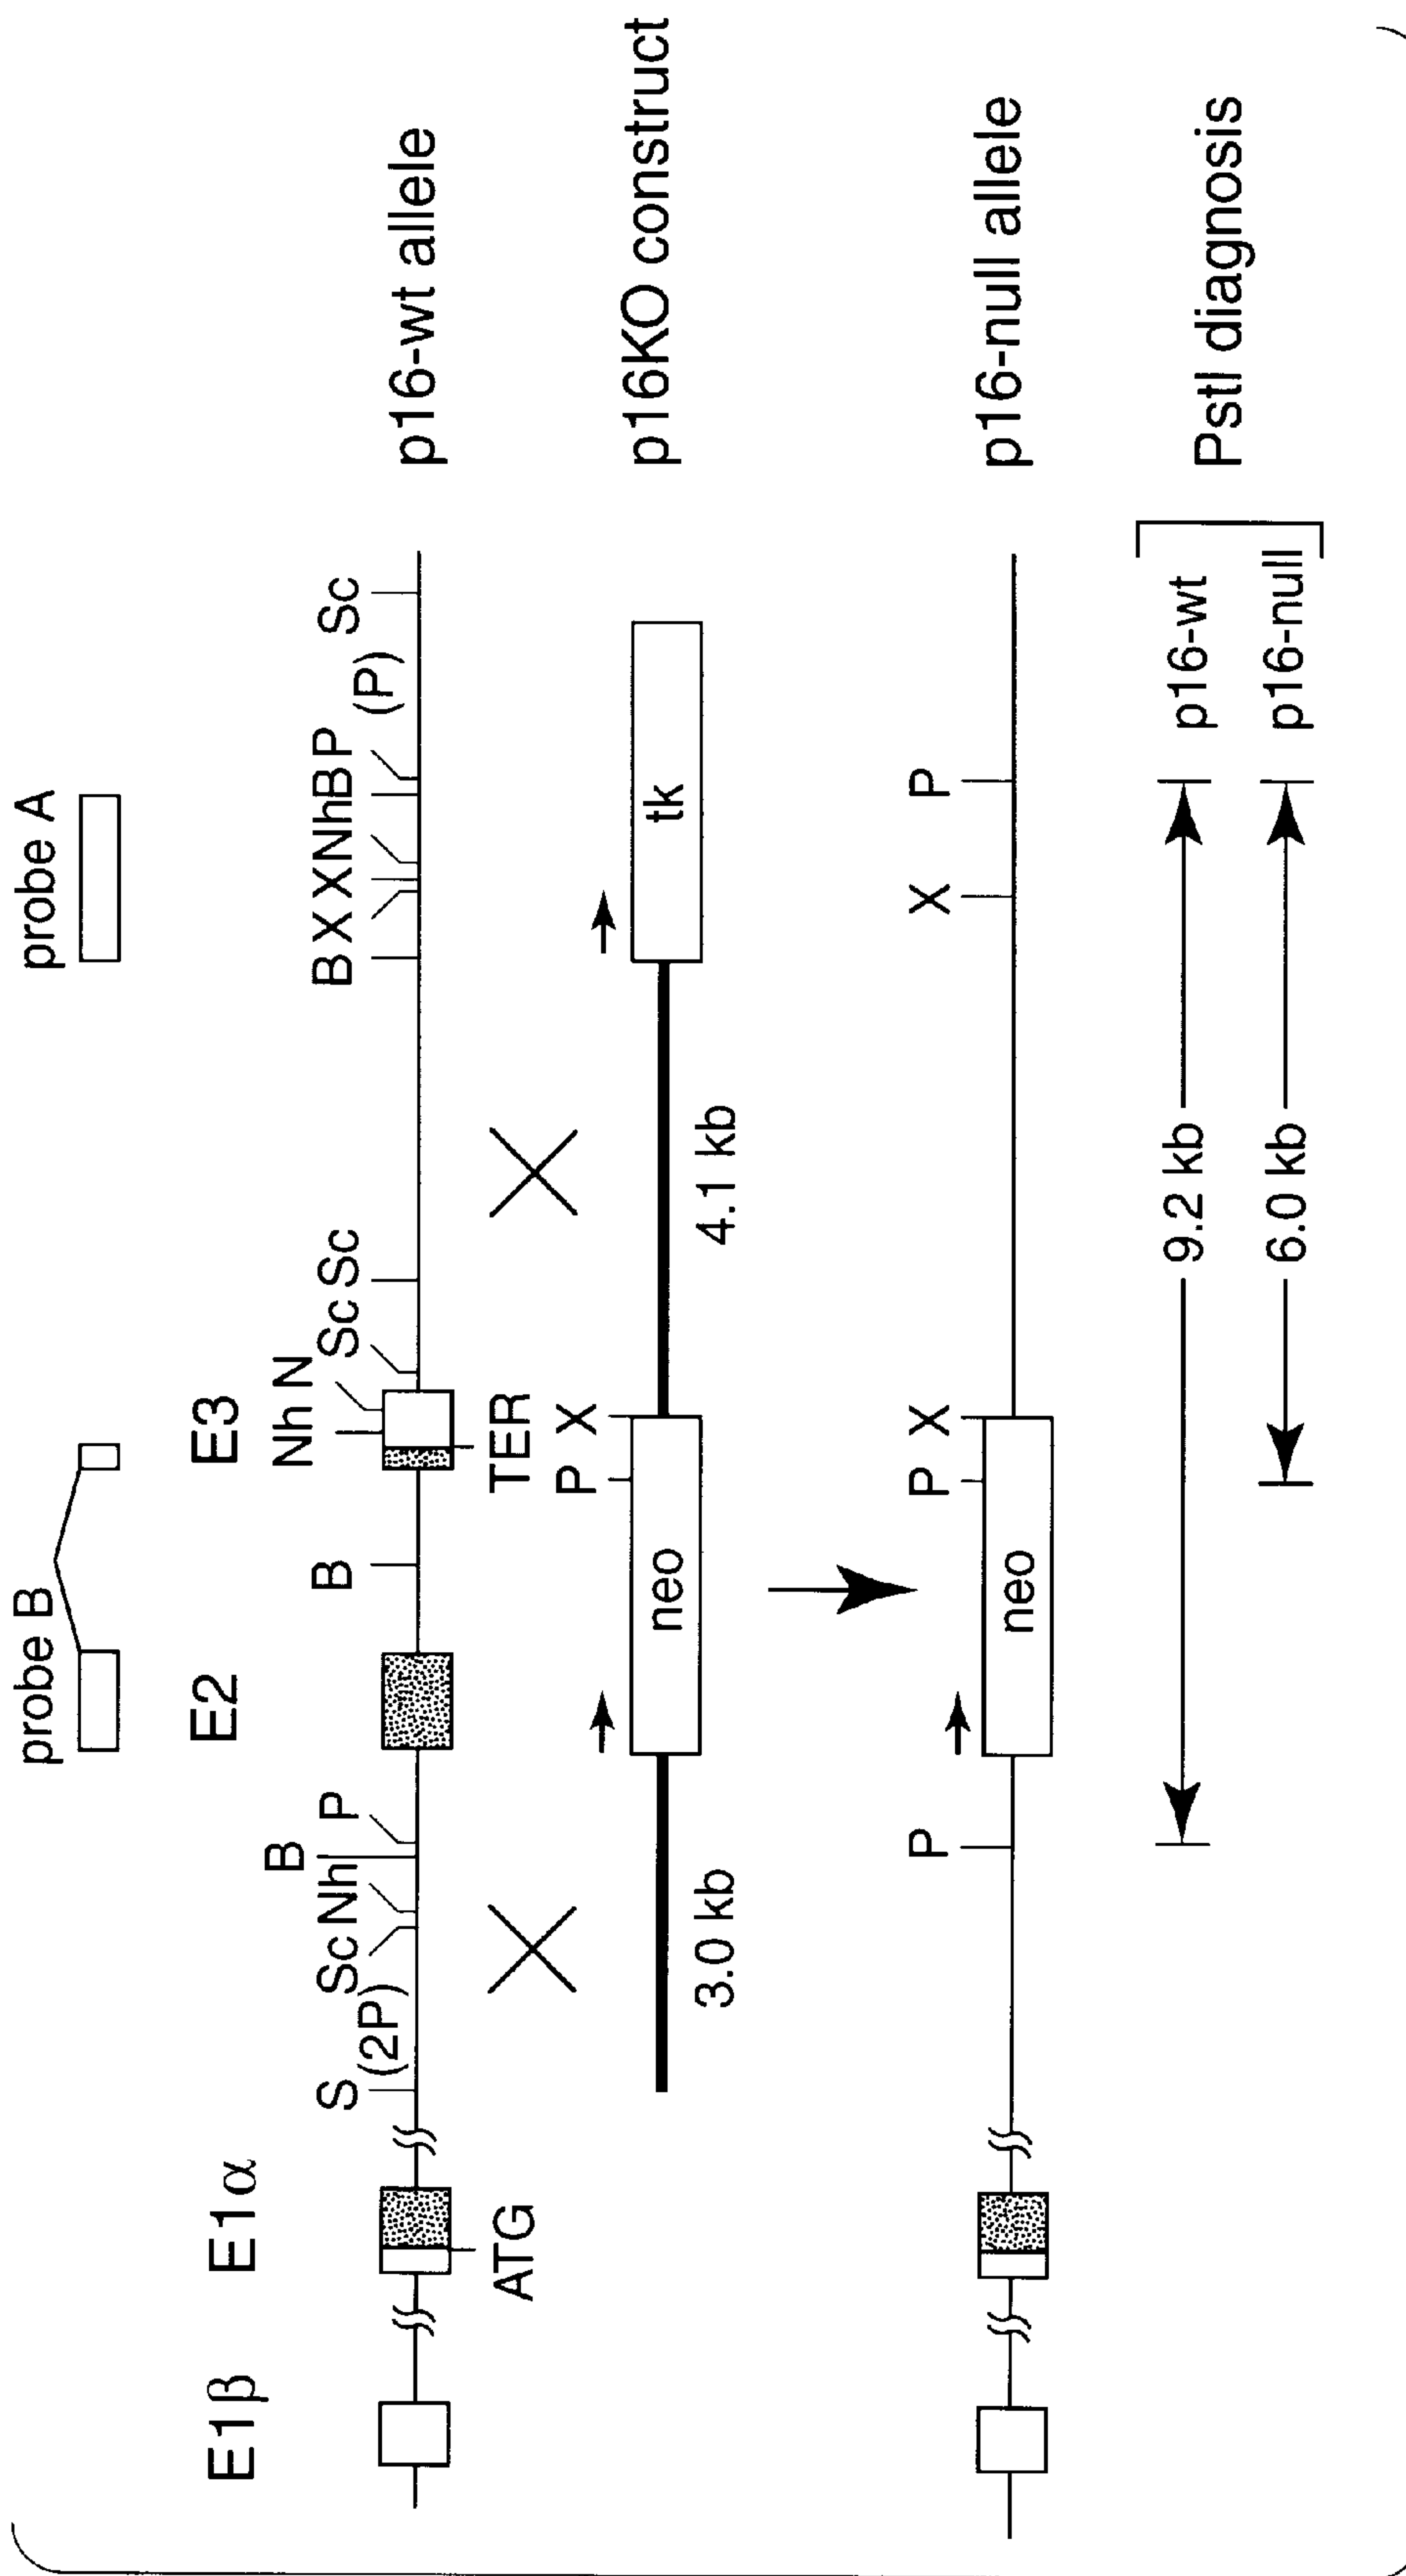 probe B
probe A
E1β
E1α
E2
E3
S
(2P)
Sc
Nh
B
P
B
Nh
N
Sc
Sc
B
X
X
Nh
B
P
(P)
Sc
p16-wt allele
ATG
TER
P
X
neo
tk
p16KO construct
3.0 kb
4.1 kb
P
P
X
X
P
neo
p16-null allele
9.2 kb
p16-wt
6.0 kb
p16-null
PstI diagnosis